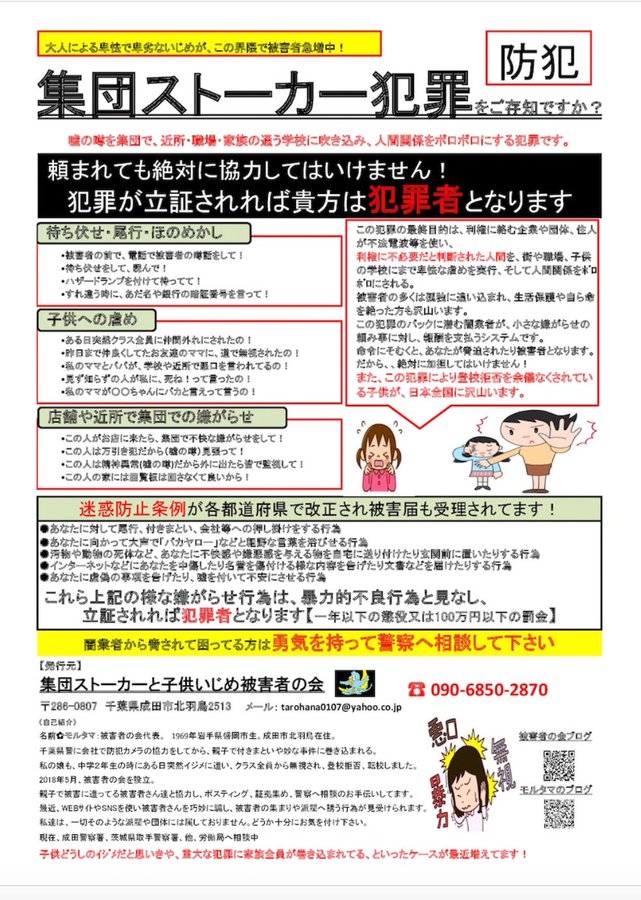 大人による卑怯で卑劣ないじめが、この界隈で被害者急増中！
防犯
集団ストーカー犯罪をご存知ですか？
嘘の噂を集団で、近所・職場・家族の通う学校に吹き込み、人間関係をボロボロにする犯罪です。
頼まれても絶対に協力してはいけません！
犯罪が立証されれば貴方は犯罪者となります
待ち伏せ・尾行・ほのめかし
・被害者の前で、電話で被害者の噂話をして！
・待ち伏せをして、睨んで！
・ハザードランプを付けて待ってて！
・すれ違う時に、あだ名や銀行の暗証番号を言って！
子供への虐め
・ある日突然クラス全員に仲間外れにされたの！
・昨日まで仲良くしてたお友達のママに、道で無視されたの！
・私のママとパパが、学校や近所で悪口を言われてるの！
・見ず知らずの人が私に、死ね！って言ったの！
・私のママが〇〇ちゃんにバカと言えって言うの！
店舗や近所で集団での嫌がらせ
・この人がお店に来たら、集団で不快な嫌がらせをして！
・この人は万引き犯だから(嘘の噂)見張って！
・この人は精神異常(嘘の噂)だから外に出たら皆で監視して！
・この人の家には回覧板は回さなくて良いから！
この犯罪の最終目的は、利権に絡む企業や団体、他人
が不法電波等を使い、
利権に不必要だと判断された人間を、街や職場、子供
の学校にまで卑怯な虐めを実行、そして人間関係をﾎﾞﾛ
ﾎﾞﾛにされる。
被害者の多くは孤独に追い込まれ、生活保護や自ら命
を絶った方も沢山います。
この犯罪のバックに潜む闇業者が、小さな嫌がらせの
頼み事に対し、報酬を支払うシステムです。
命令にそむくと、あなたが脅迫されたり被害者となります。
だから、、絶対に加担してはいけません！
また、この犯罪により登校拒否を余儀なくされてい
る子供が、日本全国に沢山います。
迷惑防止条例が各都道府県で改正され被害届も受理されてます！
●あなたに対して尾行、付きまとい、会社等への押し掛けをする行為
●あなたに向かって大声で「バカヤロー」などと粗野な言葉を浴びせる行為
●汚物や動物の死体など、あなたに不快感や嫌悪感を与える物を自宅に送り付けたり玄関前に置いたりする行為
●インターネットなどにあなたを中傷したり名誉を傷付ける様な内容を告げたり文書などを届けたりする行為
●あなたに虚偽の事項を告げたり、嘘を付いて不安にさせる行為
これら上記の様な嫌がらせ行為は、暴力的不良行為と見なし、
立証されれば犯罪者となります【一年以下の懲役又は100万円以下の罰金】
闇業者から脅されて困ってる方は勇気を持って警察へ相談して下さい
【発行元】
集団ストーカーと子供いじめ被害者の会
☎ 090-6850-2870
〒286-0807 千葉県成田市北羽鳥2513 メール：tarohana0107@yahoo.co.jp
(自己紹介)
名前✿モルタマ：被害者の会代表。 1969年岩手県盛岡市生。成田市北羽鳥在住。
千葉県警に会社で防犯カメラの協力をしてから、親子で付きまといや妙な事件に巻き込まれる。
私の娘も、中学2年生の時にある日突然イジメに遭い、クラス全員から無視され、登校拒否、転校しました。
2018年5月、被害者の会を設立。
親子で被害に遭ってる被害者さん達と協力し、ポスティング、証拠集め、警察へ相談のお手伝いしてます。
最近、WEBサイトやSNSを使い被害者さんを巧妙に騙し、被害者の集まりや派閥へ誘う行為が見受けられます。
私達は、一切そのような派閥や団体には属しておりません。どうか十分にお気を付け下さい。
現在、成田警察署、茨城県取手警察署、他、労働局へ相談中
悪口
無視
暴力
被害者の会ブログ
モルタマのブログ
子供どうしのイジメだと思いきや、重大な犯罪に家族全員が巻き込まれてる、といったケースが最近増えてます！